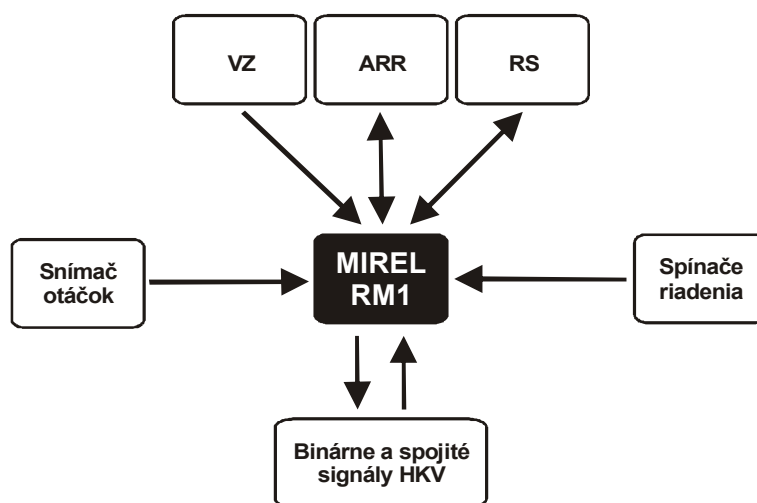 VZ
ARR
RS
Snímač
otáčok
MIREL
RM1
Spínače
riadenia
Binárne a spojité
signály HKV